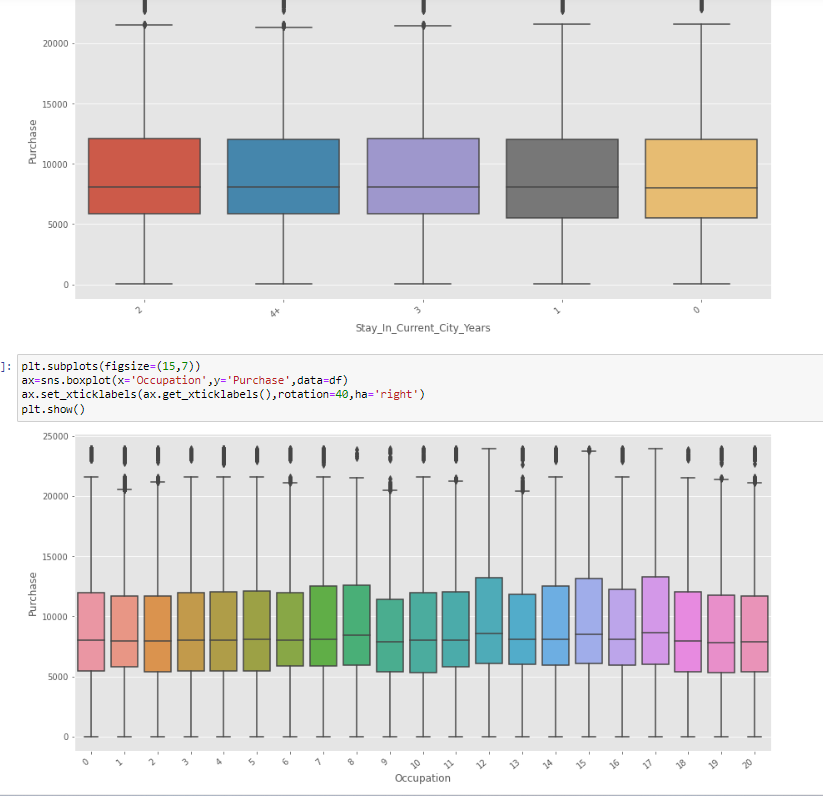 20000
15000
Purchase
10000
5000
0
2 4+ 3 1 0
Stay_In_Current_City_Years
]: plt.subplots(figsize=(15,7))
ax=sns.boxplot(x='Occupation',y='Purchase',data=df)
ax.set_xticklabels(ax.get_xticklabels(),rotation=40,ha='right')
plt.show()
25000
20000
15000
Purchase
10000
5000
0
0 1 2 3 4 5 6 7 8 9 10 11 12 13 14 15 16 17 18 19 20
Occupation